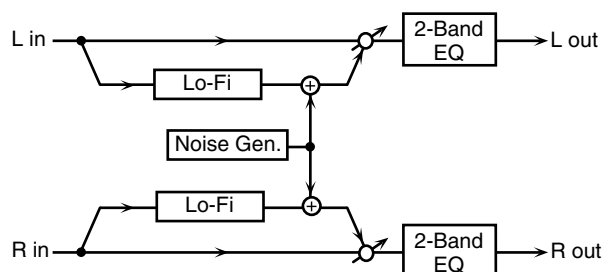 L in
2-Band
EQ
L out
Lo-Fi
+
Noise Gen.
Lo-Fi
+
R in
2-Band
EQ
R out